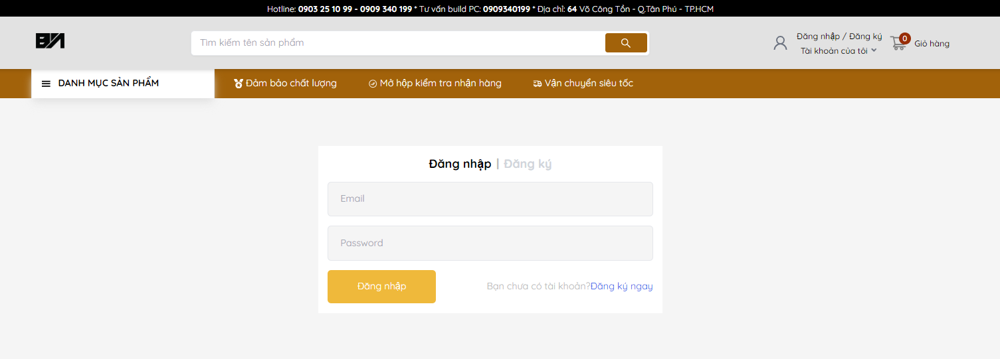 Hotline: 0903 25 10 99 - 0909 340 199 * Tư vấn build PC: 0909340199 * Địa chỉ: 64 Võ Công Tồn - Q.Tân Phú - TP.HCM
BN
Tìm kiếm tên sản phẩm
Đăng nhập / Đăng ký
Tài khoản của tôi
0
Giỏ hàng
DANH MỤC SẢN PHẨM
Đảm bảo chất lượng
Mở hộp kiểm tra nhận hàng
Vận chuyển siêu tốc
Đăng nhập | Đăng ký
Email
Password
Đăng nhập
Bạn chưa có tài khoản?Đăng ký ngay